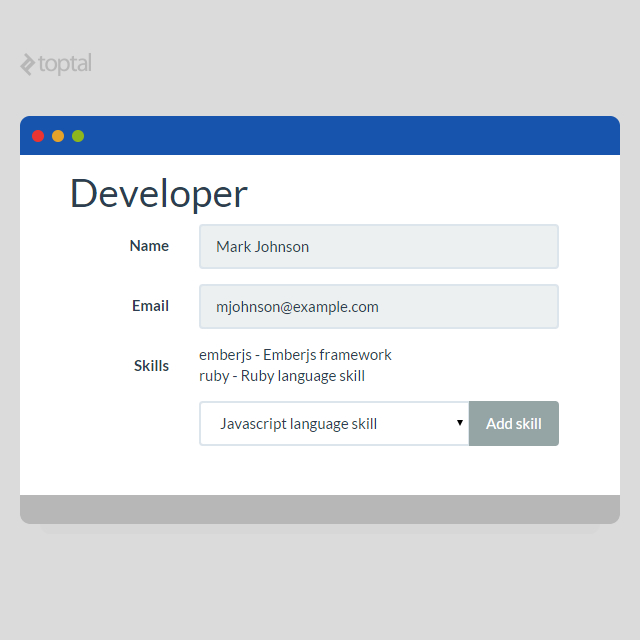 toptal
Developer
Name Mark Johnson
Email mjohnson@example.com
Skills emberjs - Emberjs framework
ruby - Ruby language skill
Javascript language skill Add skill